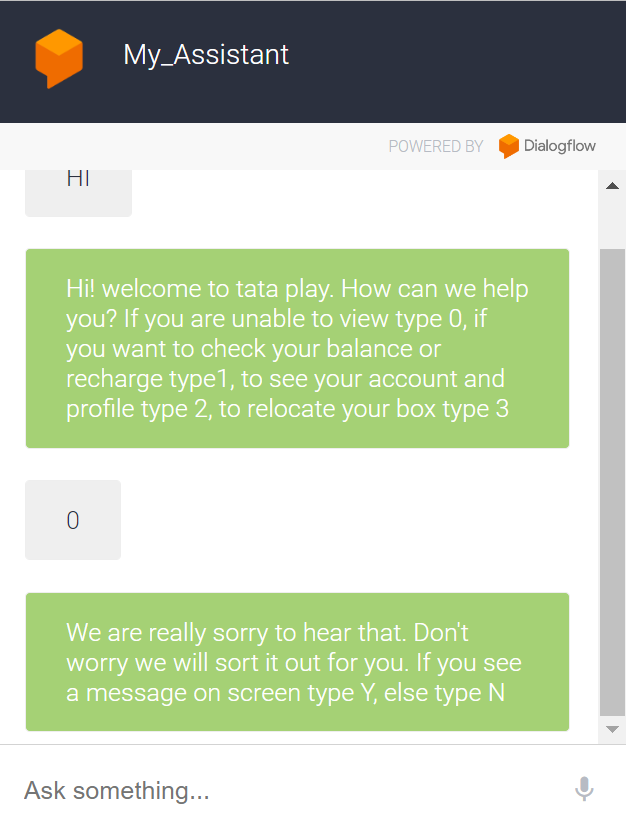 My_Assistant
POWERED BY Dialogflow
HI
Hi! welcome to tata play. How can we help
you? If you are unable to view type 0, if
you want to check your balance or
recharge type1, to see your account and
profile type 2, to relocate your box type 3
0
We are really sorry to hear that. Don't
worry we will sort it out for you. If you see
a message on screen type Y, else type N
Ask something...